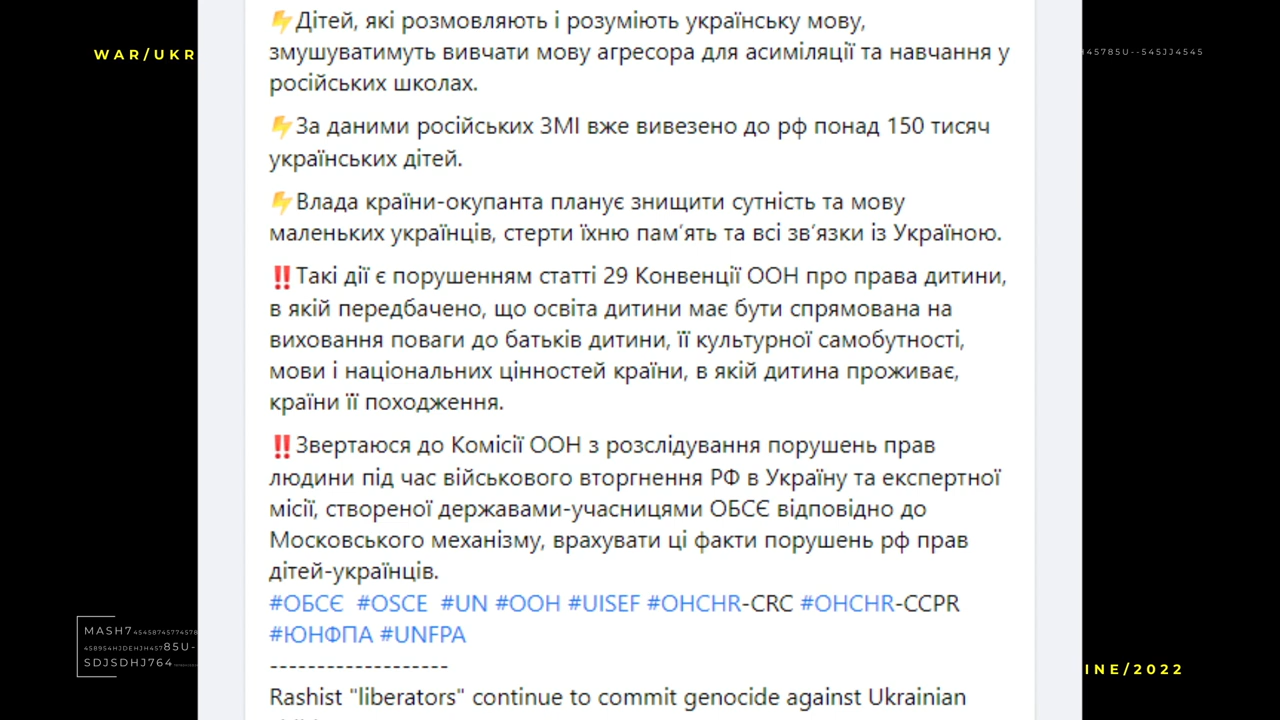 WAR/UKR
45785U--545JJ4545
⚡Дітей, які розмовляють і розуміють українську мову,
змушуватимуть вивчати мову агресора для асиміляції та навчання у
російських школах.
⚡За даними російських ЗМІ вже вивезено до рф понад 150 тисяч
українських дітей.
⚡Влада країни-окупанта планує знищити сутність та мову
маленьких українців, стерти їхню пам’ять та всі зв’язки із Україною.
‼️Такі дії є порушенням статті 29 Конвенції ООН про права дитини,
в якій передбачено, що освіта дитини має бути спрямована на
виховання поваги до батьків дитини, її культурної самобутності,
мови і національних цінностей країни, в якій дитина проживає,
країни її походження.
‼️Звертаюся до Комісії ООН з розслідування порушень прав
людини під час військового вторгнення РФ в Україну та експертної
місії, створеної державами-учасницями ОБСЄ відповідно до
Московського механізму, врахувати ці факти порушень рф прав
дітей-українців.
#ОБСЄ #OSCE #UN #ООН #UISEF #OHCHR-CRC #OHCHR-CCPR
#ЮНФПА #UNFPA
-------------------
Rashist "liberators" continue to commit genocide against Ukrainian
MASH7
85U-
SDJSDHJ764
INE/2022